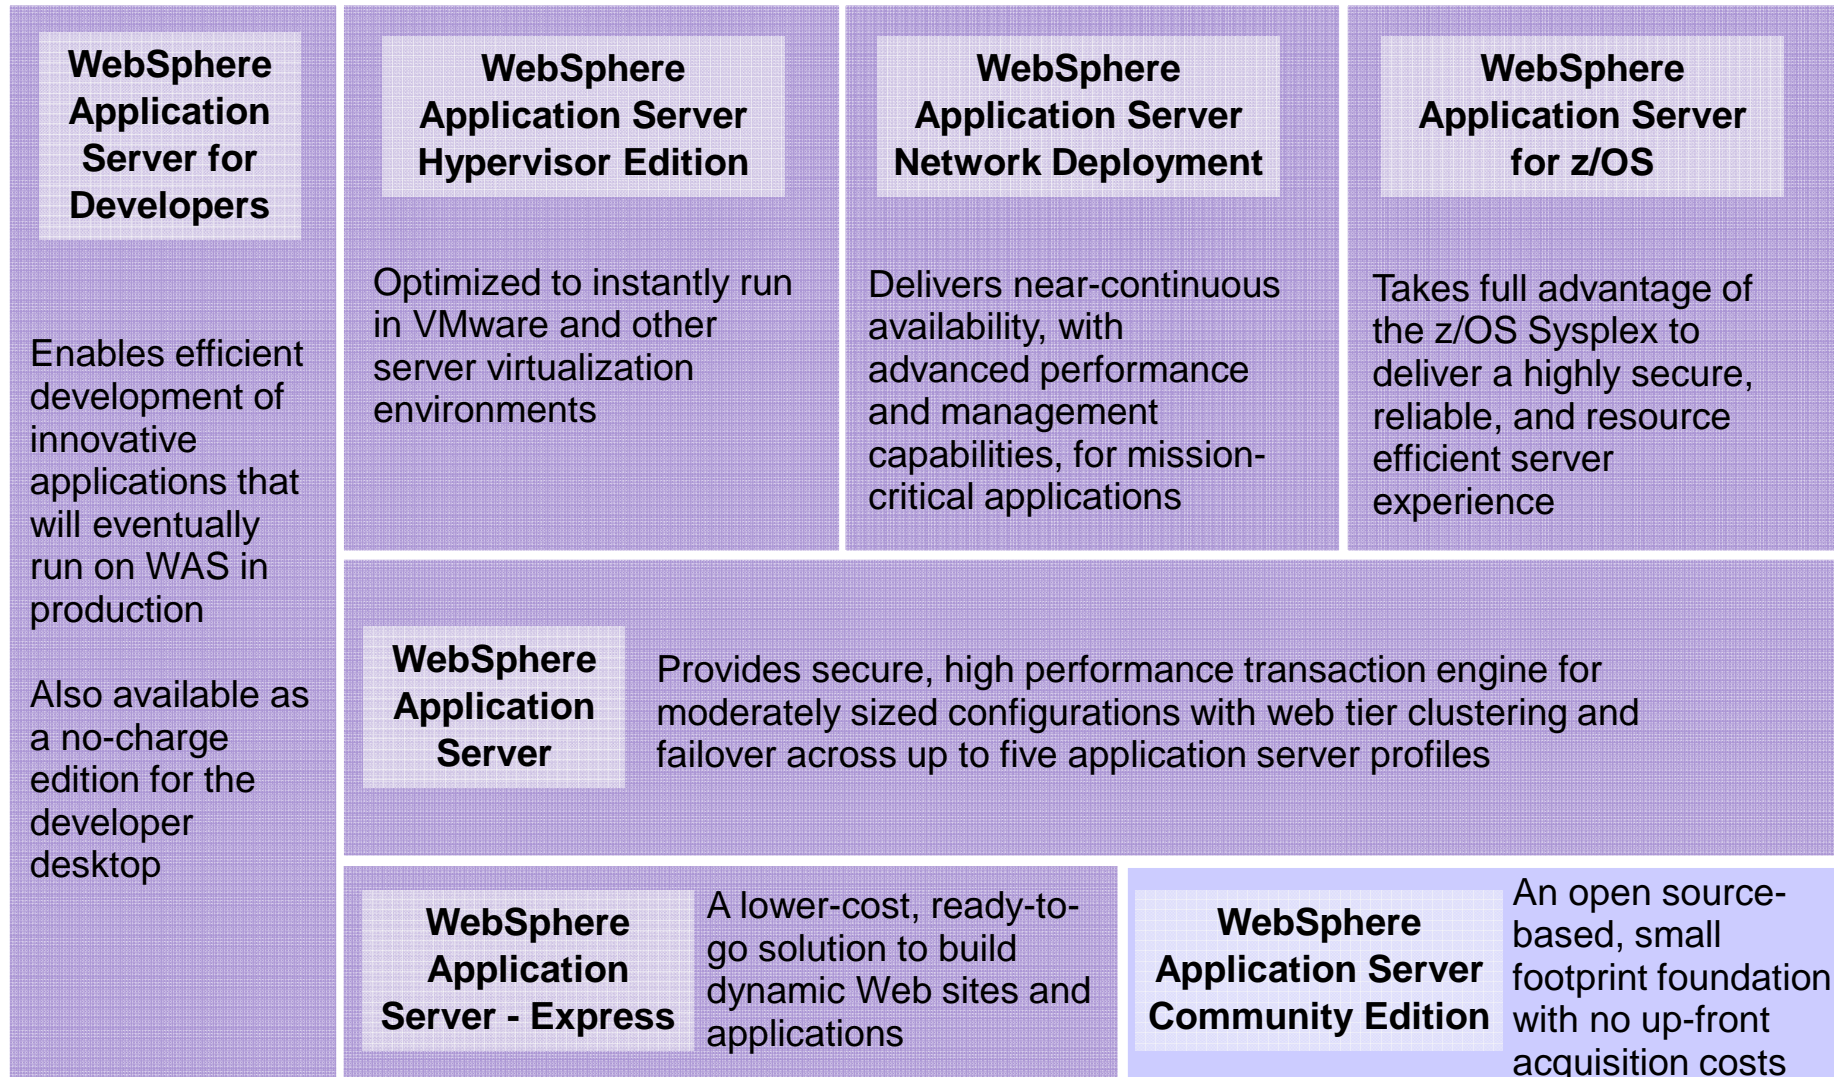 WebSphere
Application
Server for
Developers
Enables efficient
development of
innovative
applications that
will eventually
run on WAS in
production
Also available as
a no-charge
edition for the
developer
desktop
WebSphere
Application Server
Hypervisor Edition
Optimized to instantly run
in VMware and other
server virtualization
environments
WebSphere
Application Server
Network Deployment
Delivers near-continuous
availability, with
advanced performance
and management
capabilities, for mission-
critical applications
WebSphere
Application Server
for z/OS
Takes full advantage of
the z/OS Sysplex to
deliver a highly secure,
reliable, and resource
efficient server
experience
WebSphere
Application
Server
Provides secure, high performance transaction engine for
moderately sized configurations with web tier clustering and
failover across up to five application server profiles
WebSphere
Application
Server - Express
A lower-cost, ready-to-
go solution to build
dynamic Web sites and
applications
WebSphere
Application Server
Community Edition
An open source-
based, small
footprint foundation
with no up-front
acquisition costs